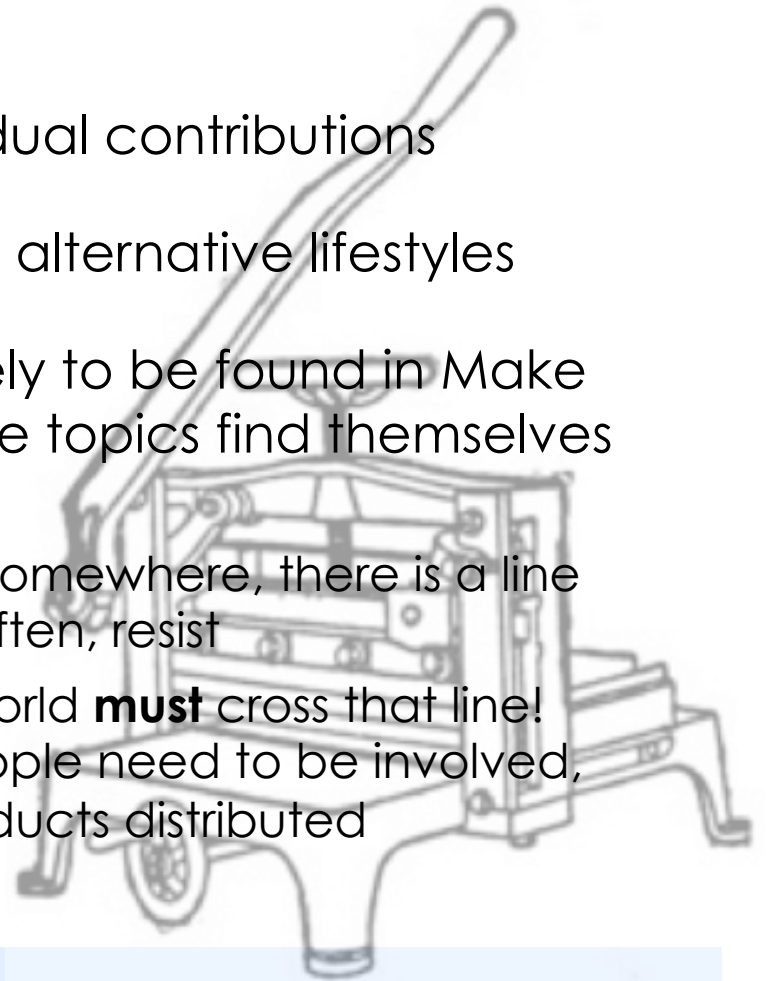 dual contributions
alternative lifestyles
ely to be found in Make
e topics find themselves
omewhere, there is a line
ften, resist
orld must cross that line!
ople need to be involved,
ducts distributed